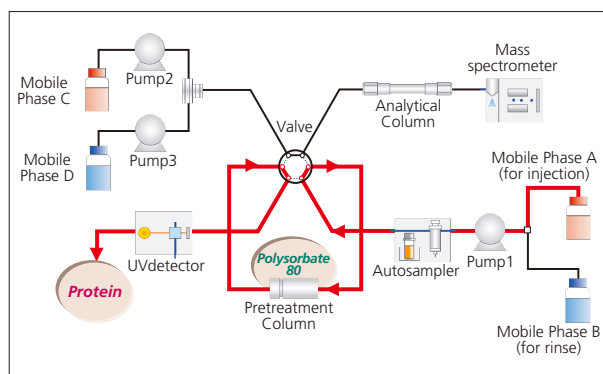 Mobile
Phase C
Pump2
Mobile
Phase D
Pump3
Valve
Analytical
Column
Mass
spectrometer
Mobile Phase A
(for injection)
UVdetector
Protein
Polysorbate
80
Pretreatment
Column
Autosampler
Pump1
Mobile Phase B
(for rinse)